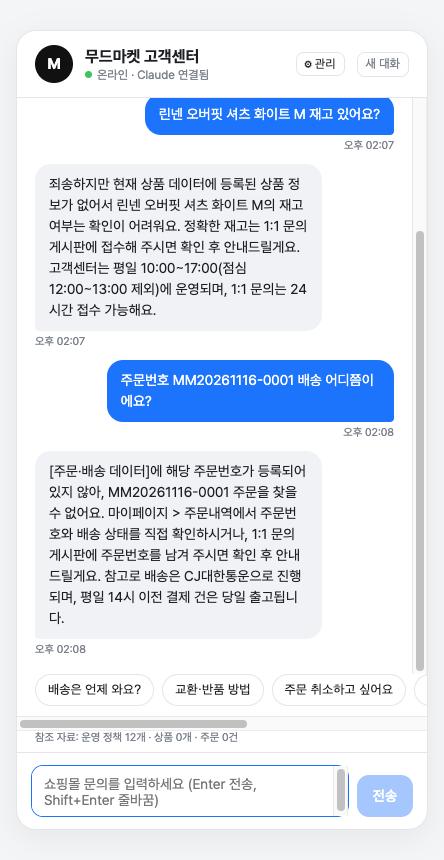 M
무드마켓 고객센터
온라인 · Claude 연결됨
⚙ 관리
새 대화
린넨 오버핏 셔츠 화이트 M 재고 있어요?
오후 02:07
죄송하지만 현재 상품 데이터에 등록된 상품 정
보가 없어서 린넨 오버핏 셔츠 화이트 M의 재고
여부는 확인이 어려워요. 정확한 재고는 1:1 문의
게시판에 접수해 주시면 확인 후 안내드릴게요.
고객센터는 평일 10:00~17:00(점심
12:00~13:00 제외)에 운영되며, 1:1 문의는 24
시간 접수 가능해요.
오후 02:07
주문번호 MM20261116-0001 배송 어디쯤이
에요?
오후 02:08
[주문·배송 데이터]에 해당 주문번호가 등록되어
있지 않아, MM20261116-0001 주문을 찾을
수 없어요. 마이페이지 > 주문내역에서 주문번
호와 배송 상태를 직접 확인하시거나, 1:1 문의
게시판에 주문번호를 남겨 주시면 확인 후 안내
드릴게요. 참고로 배송은 CJ대한통운으로 진행
되며, 평일 14시 이전 결제 건은 당일 출고됩니
다.
오후 02:08
배송은 언제 와요?
교환·반품 방법
주문 취소하고 싶어요
참조 자료: 운영 정책 12개 · 상품 0개 · 주문 0건
쇼핑몰 문의를 입력하세요 (Enter 전송,
Shift+Enter 줄바꿈)
전송